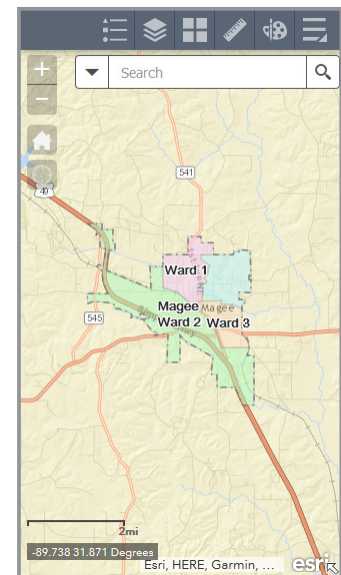 Search
541
49
Ward 1
Magee
Magee
Ward 2
Ward 3
545
2mi
-89.738 31.871 Degrees
Esri, HERE, Garmin, ...
esri